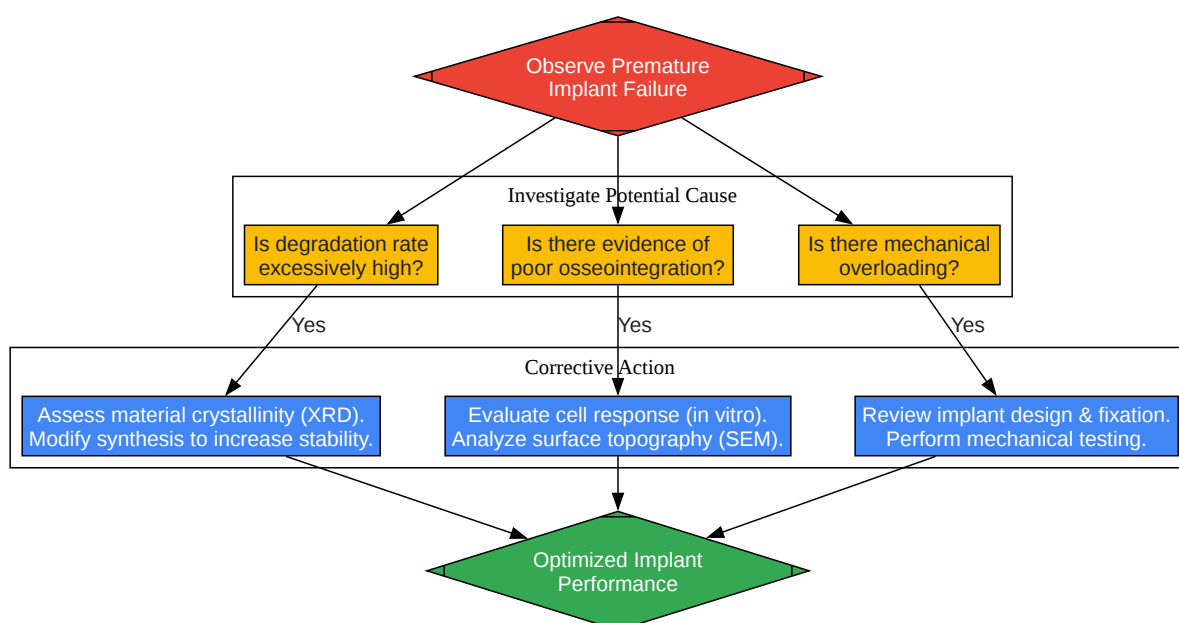 Observe Premature
Implant Failure
Investigate Potential Cause
Is degradation rate
excessively high?
Is there evidence of
poor osseointegration?
Is there mechanical
overloading?
Yes
Yes
Yes
Corrective Action
Assess material crystallinity (XRD).
Modify synthesis to increase stability.
Evaluate cell response (in vitro).
Analyze surface topography (SEM).
Review implant design & fixation.
Perform mechanical testing.
Optimized Implant
Performance